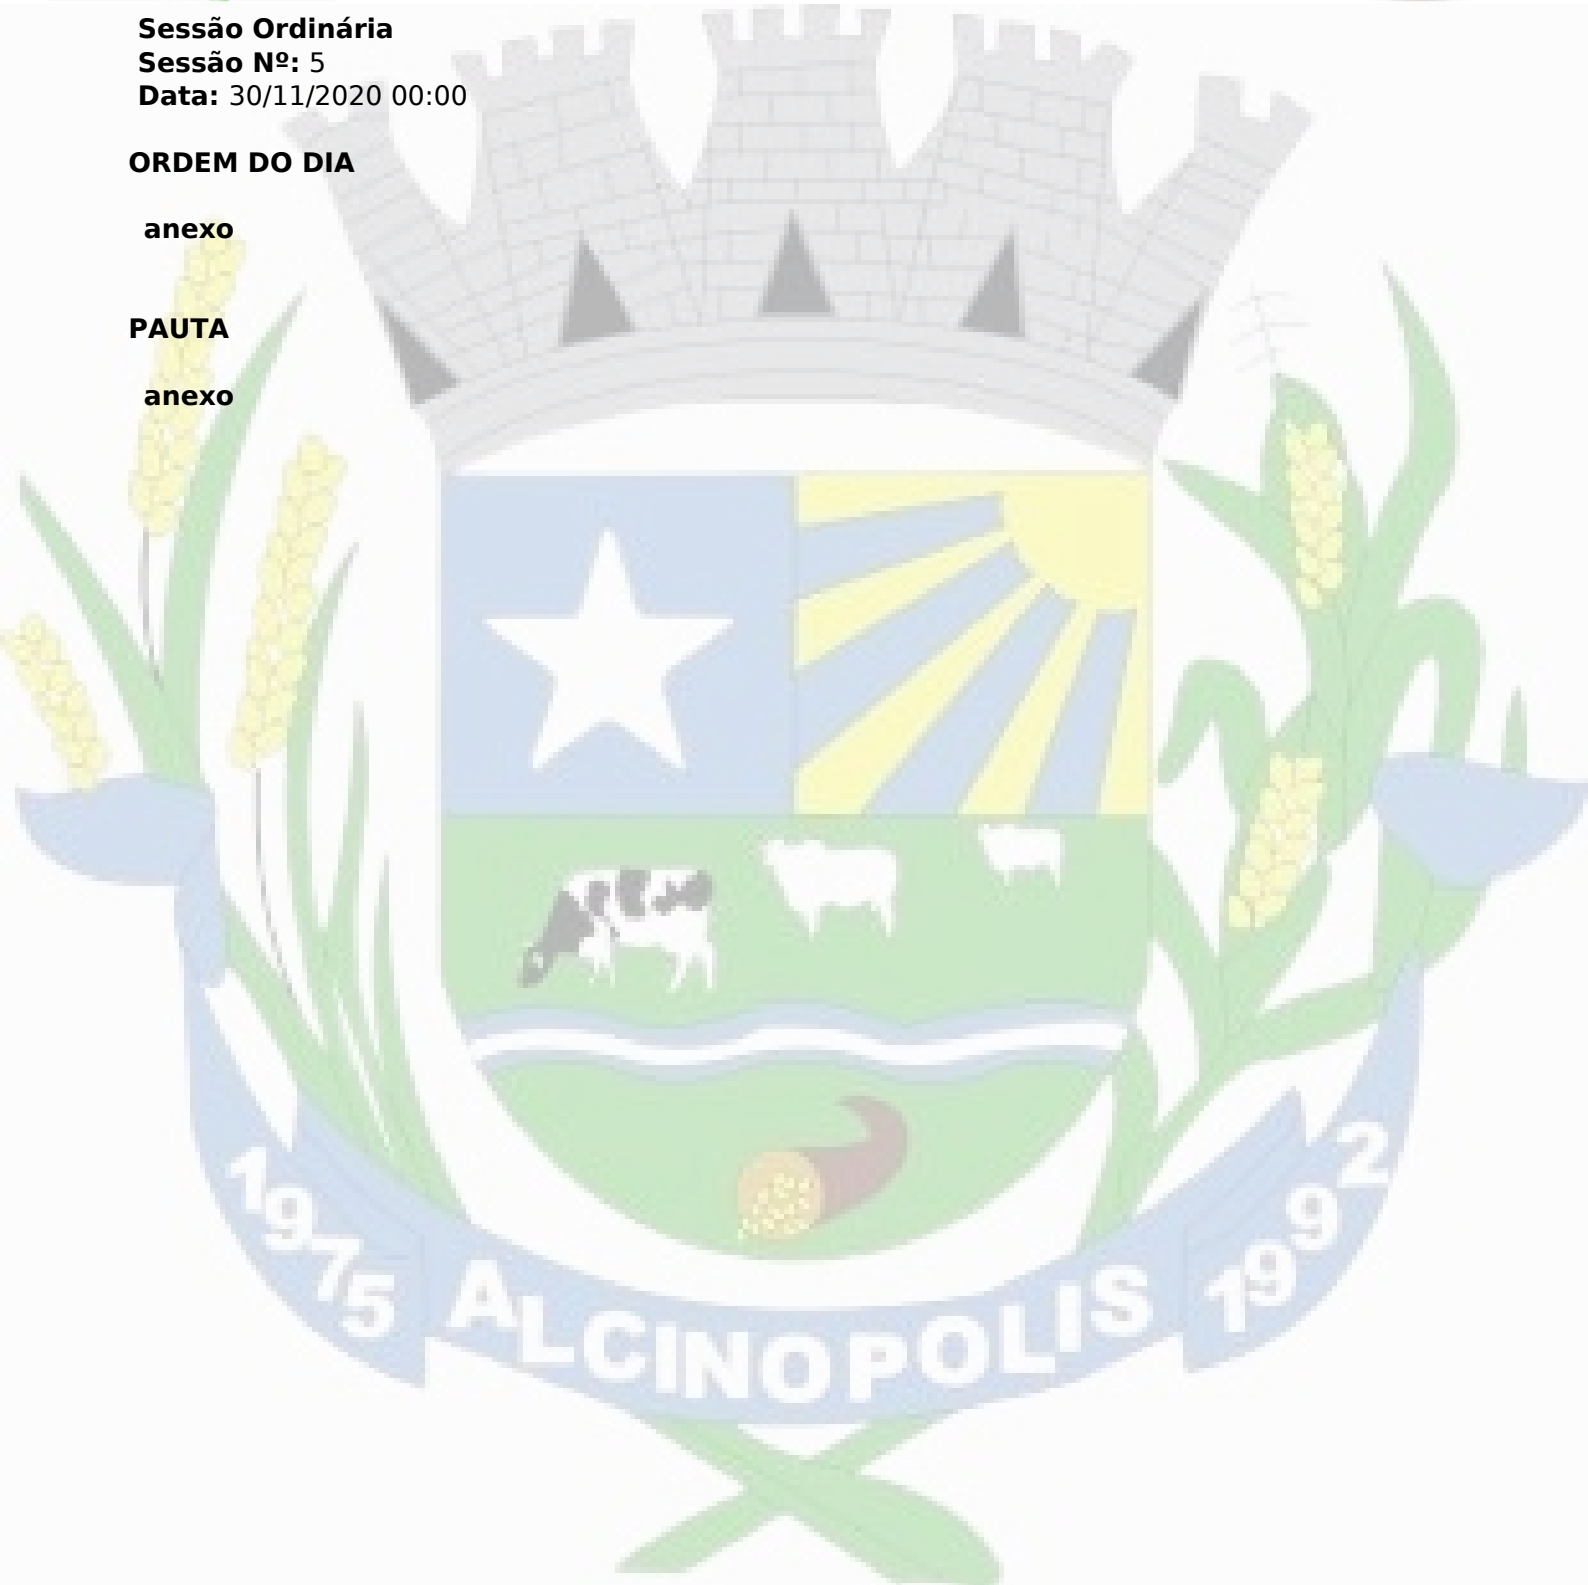 Sessão Ordinária
Sessão Nº: 5
Data: 30/11/2020 00:00
ORDEM DO DIA
anexo
PAUTA
anexo
1975 ALCINOPOLIS 1992